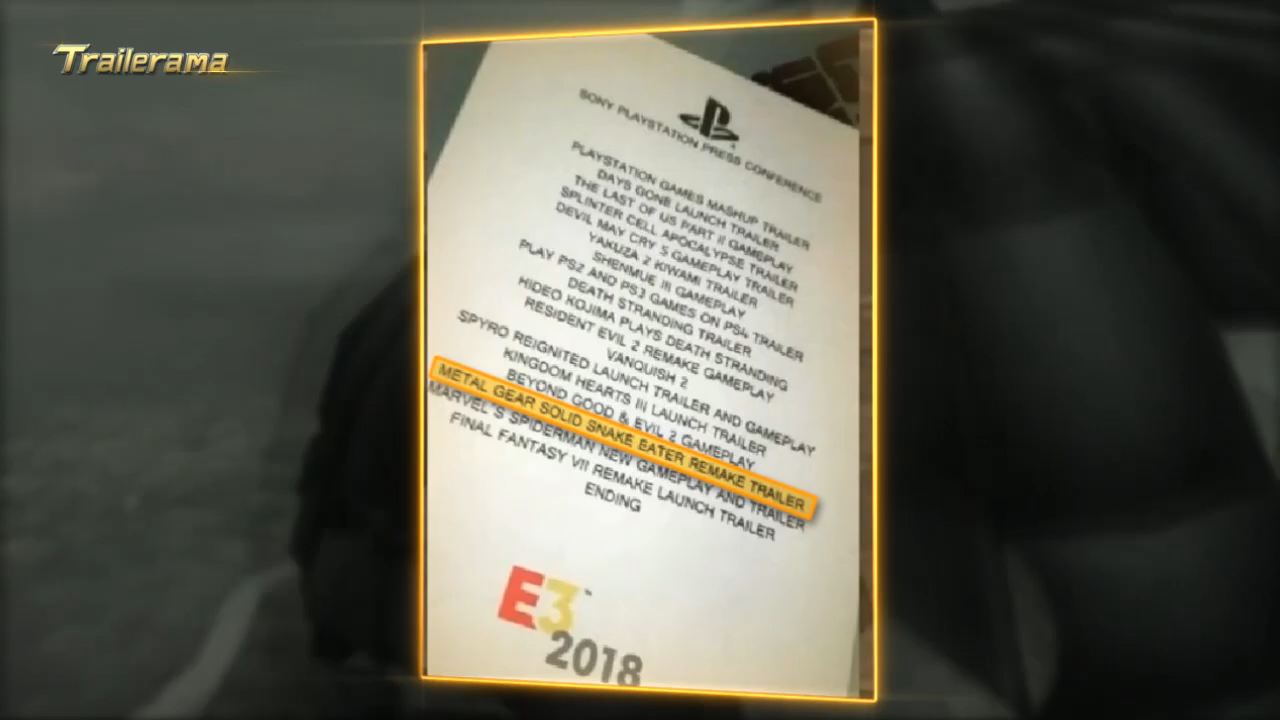 Trailerama
SONY PLAYSTATION PRESS CONFERENCE
PLAYSTATION GAMES MASHUP TRAILER
DAYS GONE LAUNCH TRAILER
THE LAST OF US PART II GAMEPLAY
SPLINTER CELL APOCALYPSE TRAILER
DEVIL MAY CRY 5 GAMEPLAY TRAILER
YAKUZA 2 KIWAMI TRAILER
SHENMUE III GAMEPLAY
PLAY PS2 AND PS3 GAMES ON PS4 TRAILER
DEATH STRANDING TRAILER
HIDEO KOJIMA PLAYS DEATH STRANDING
RESIDENT EVIL 2 REMAKE GAMEPLAY
VANQUISH 2
SPYRO REIGNITED LAUNCH TRAILER AND GAMEPLAY
KINGDOM HEARTS III LAUNCH TRAILER
BEYOND GOOD & EVIL 2 GAMEPLAY
METAL GEAR SOLID SNAKE EATER REMAKE TRAILER
MARVEL'S SPIDERMAN NEW GAMEPLAY AND TRAILER
FINAL FANTASY VII REMAKE LAUNCH TRAILER
ENDING
E3™
2018